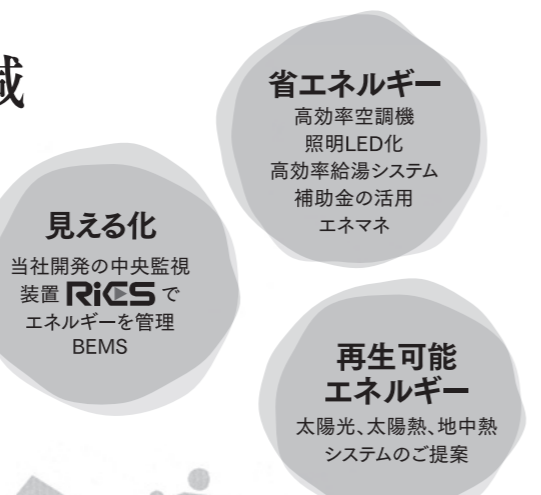 減
省エネルギー
高効率空調機
照明LED化
高効率給湯システム
補助金の活用
エネマネ
見える化
当社開発の中央監視
装置 RiCES で
エネルギーを管理
BEMS
再生可能
エネルギー
太陽光、太陽熱、地中熱
システムのご提案